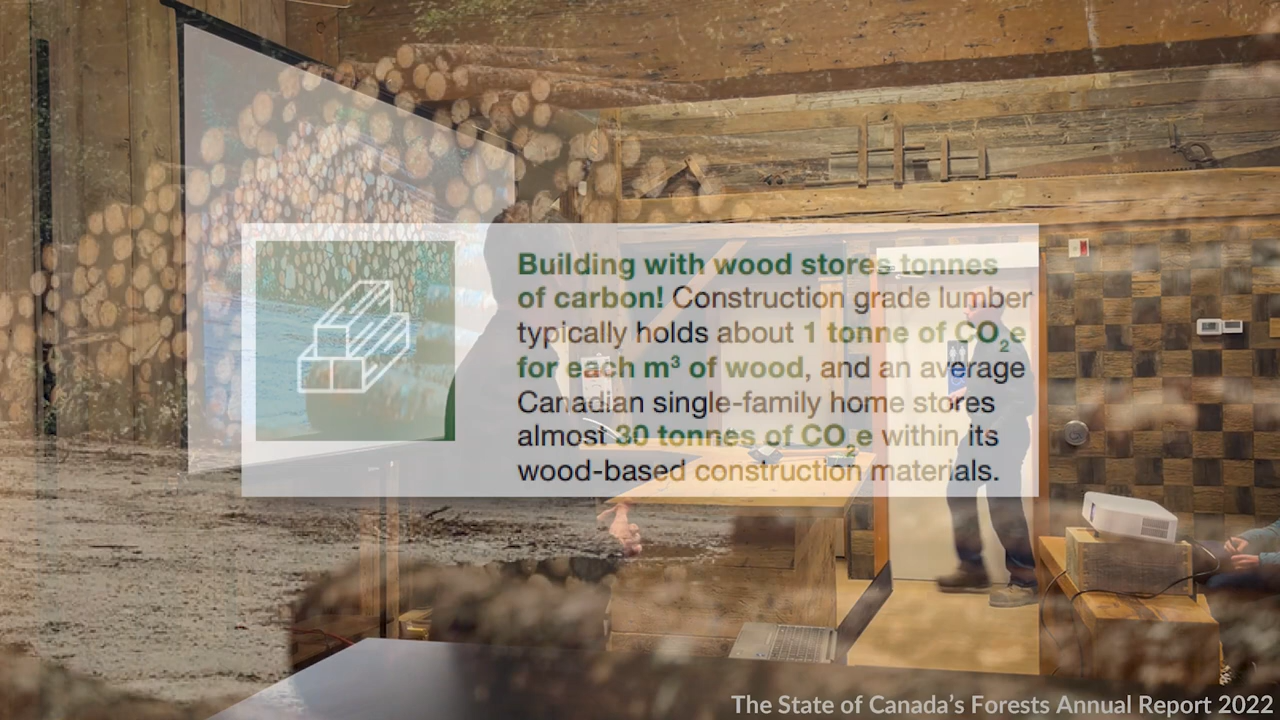 Building with wood stores tonnes
of carbon! Construction grade lumber
typically holds about 1 tonne of CO₂e
for each m³ of wood, and an average
Canadian single-family home stores
almost 30 tonnes of CO₂e within its
wood-based construction materials.
The State of Canada’s Forests Annual Report 2022